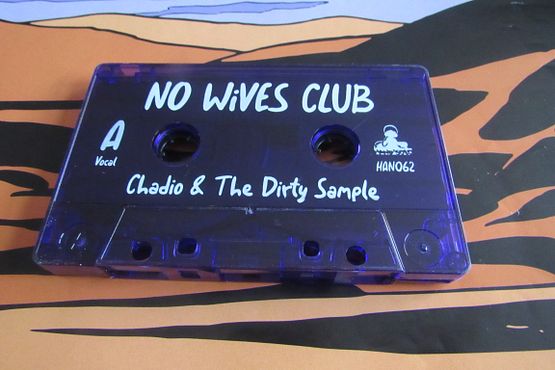 NO WiVES CLUB
A
Vocal
HAN062
Chadio & The Dirty Sample